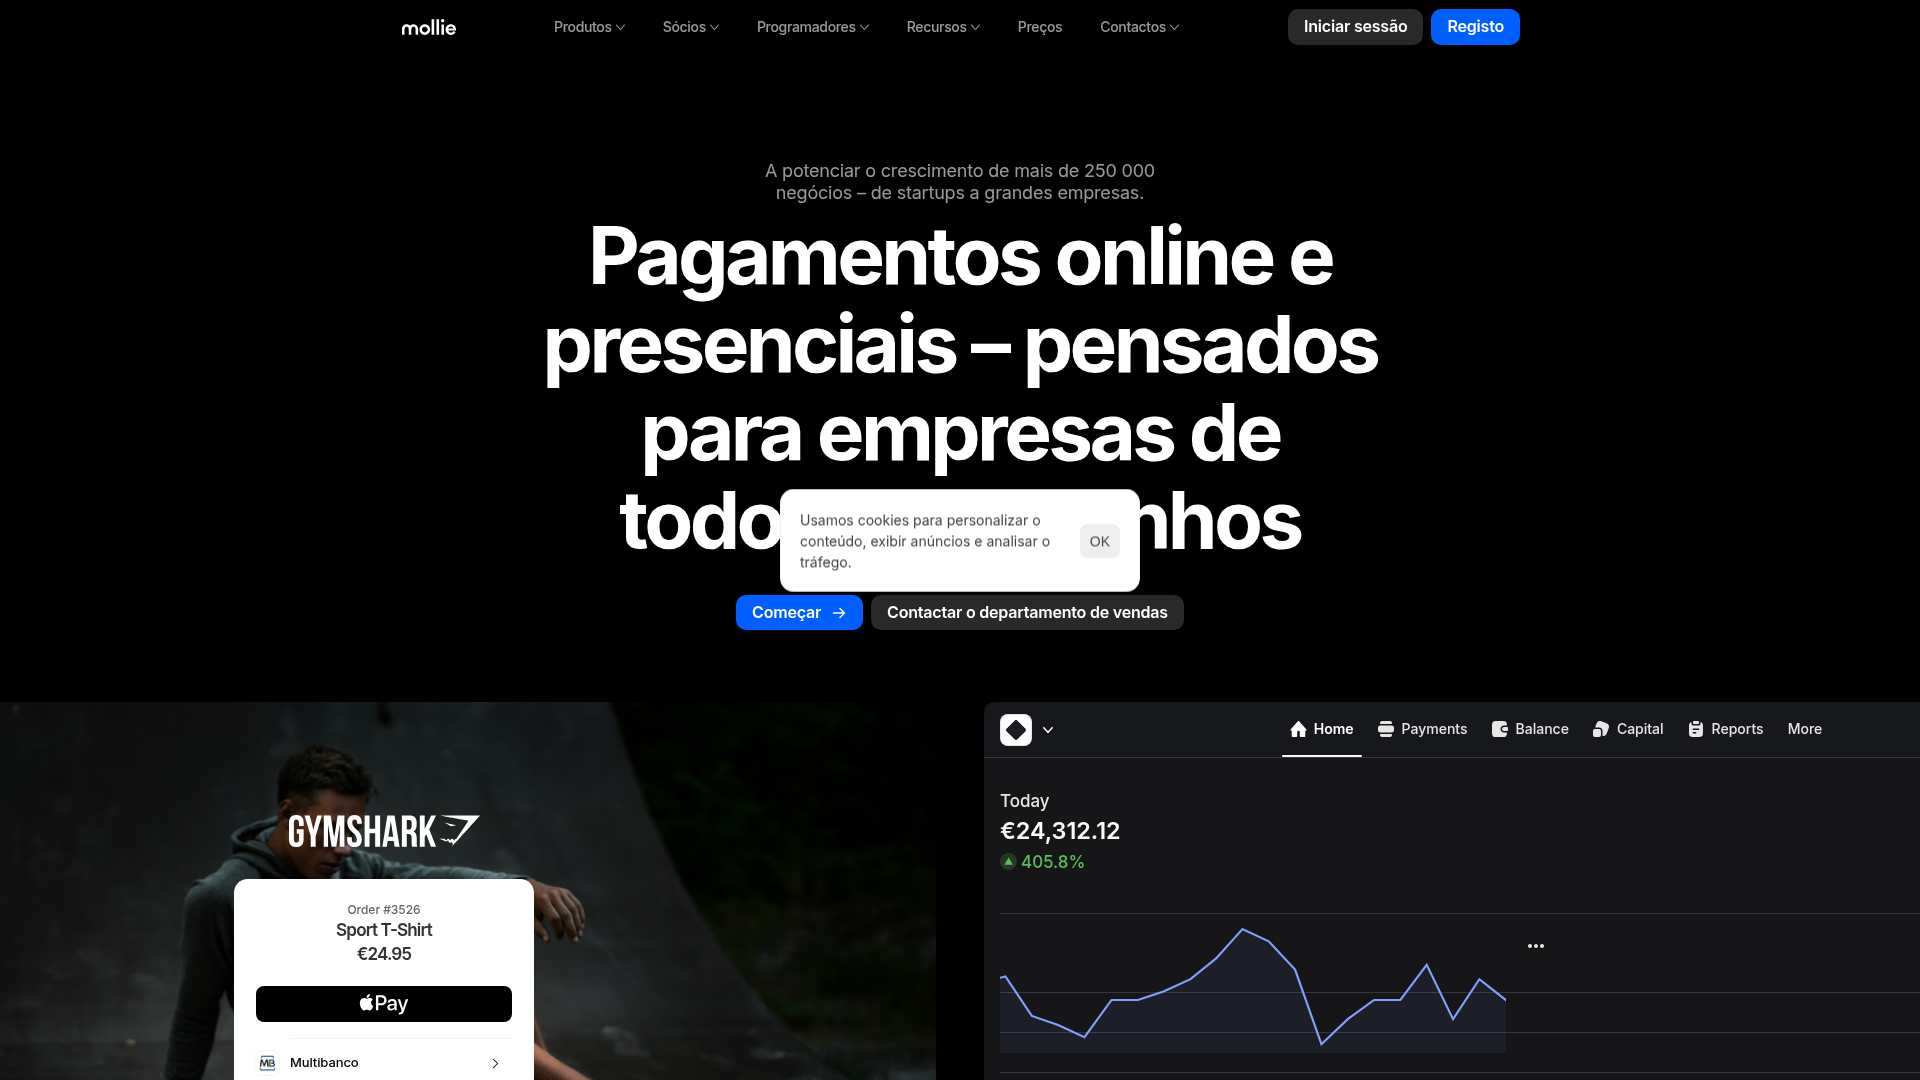 mollie
Produtos
Sócios
Programadores
Recursos
Preços
Contactos
Iniciar sessão
Registo
A potenciar o crescimento de mais de 250 000
negócios – de startups a grandes empresas.
Pagamentos online e
presenciais – pensados
para empresas de
todo nhos
Usamos cookies para personalizar o
conteúdo, exibir anúncios e analisar o
tráfego.
OK
Começar →
Contactar o departamento de vendas
GYMSHARK
Order #3526
Sport T-Shirt
€24.95
Pay
MB
Multibanco
Home
Payments
Balance
Capital
Reports
More
Today
€24,312.12
405.8%